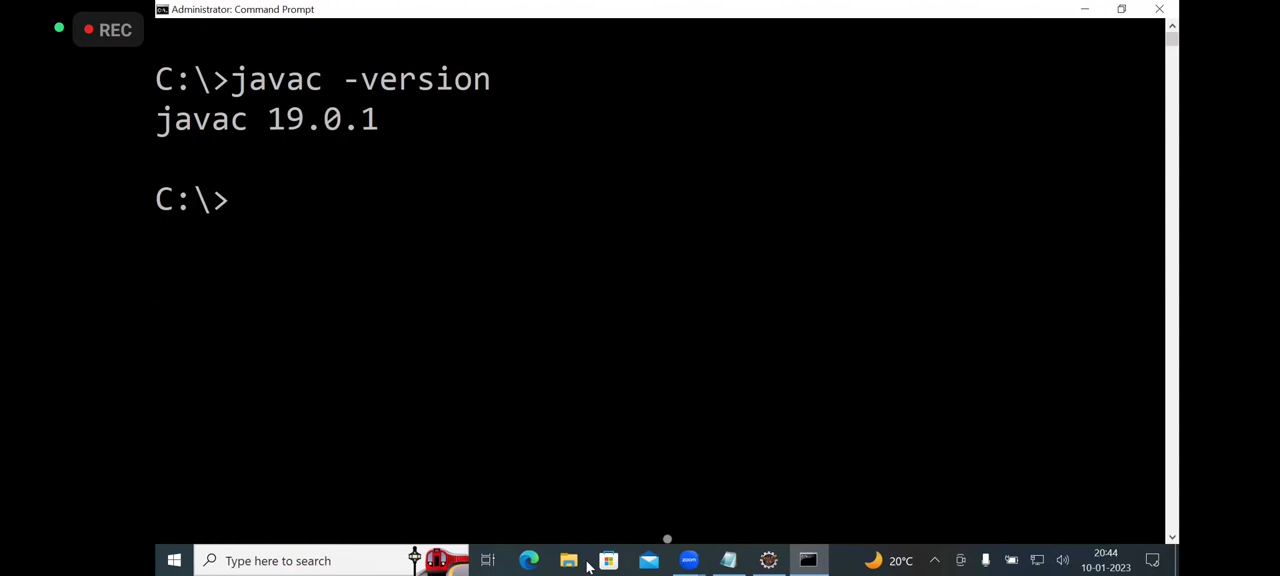 Administrator: Command Prompt
REC
C:\>javac -version
javac 19.0.1
C:\>
Type here to search
zoom
20°C
20:44
10-01-2023